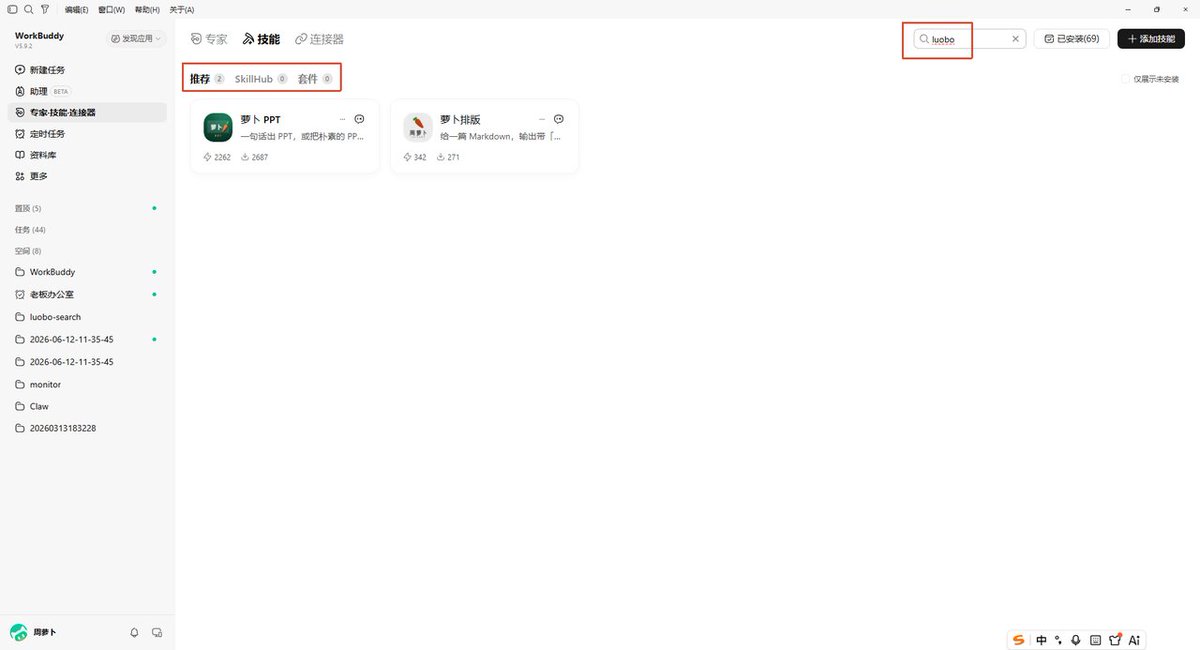 编辑(E) 窗口(W) 帮助(H) 关于(A)
WorkBuddy
V5.9.2
发现应用
新建任务
助理 BETA
专家·技能·连接器
定时任务
资料库
更多
置顶 (5)
任务 (44)
空间 (8)
WorkBuddy
老板办公室
luobo-search
2026-06-12-11-35-45
2026-06-12-11-35-45
monitor
Claw
20260313183228
周萝卜
专家 技能 连接器
luobo
已安装(69)
添加技能
推荐 2 SkillHub 0 套件 0
仅展示未安装
萝卜 PPT
一句话出 PPT，或把朴素的 PP...
2262 2687
萝卜排版
给一篇 Markdown，输出带「...
342 271
中 Ai